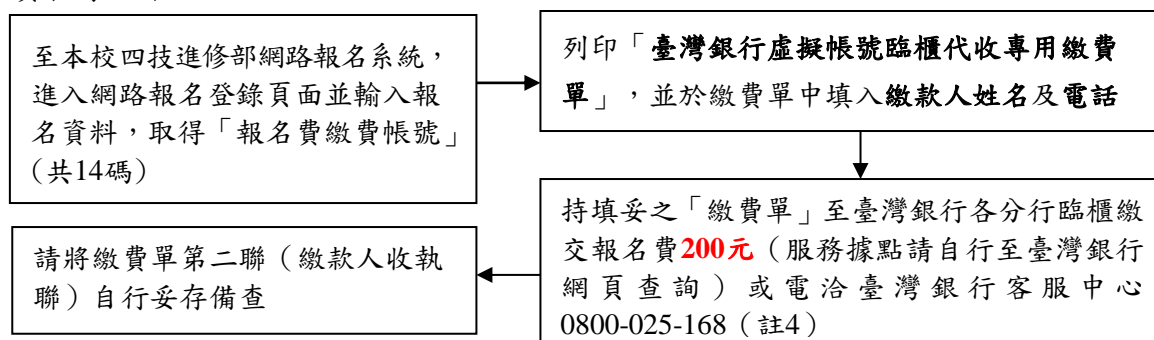 至本校四技進修部網路報名系統，
進入網路報名登錄頁面並輸入報
名資料，取得「報名費繳費帳號」
（共14碼）
列印「臺灣銀行虛擬帳號臨櫃代收專用繳費
單」，並於繳費單中填入繳款人姓名及電話
持填妥之「繳費單」至臺灣銀行各分行臨櫃繳
交報名費200元（服務據點請自行至臺灣銀行
網頁查詢）或電洽臺灣銀行客服中心
0800-025-168（註4）
請將繳費單第二聯（繳款人收執
聯）自行妥存備查